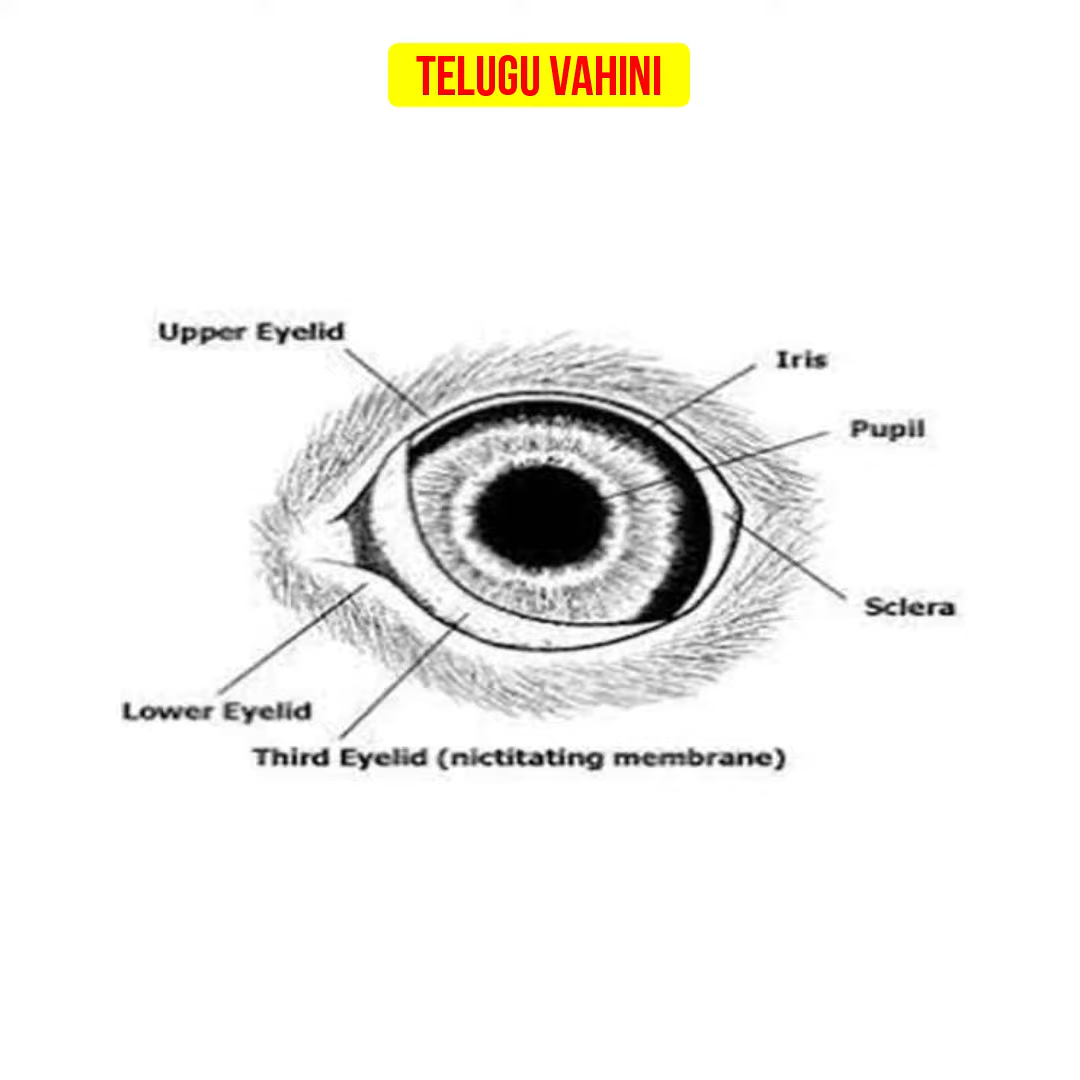 TELUGU VAHINI
Upper Eyelid
Iris
Pupil
Sclera
Lower Eyelid
Third Eyelid (nictitating membrane)